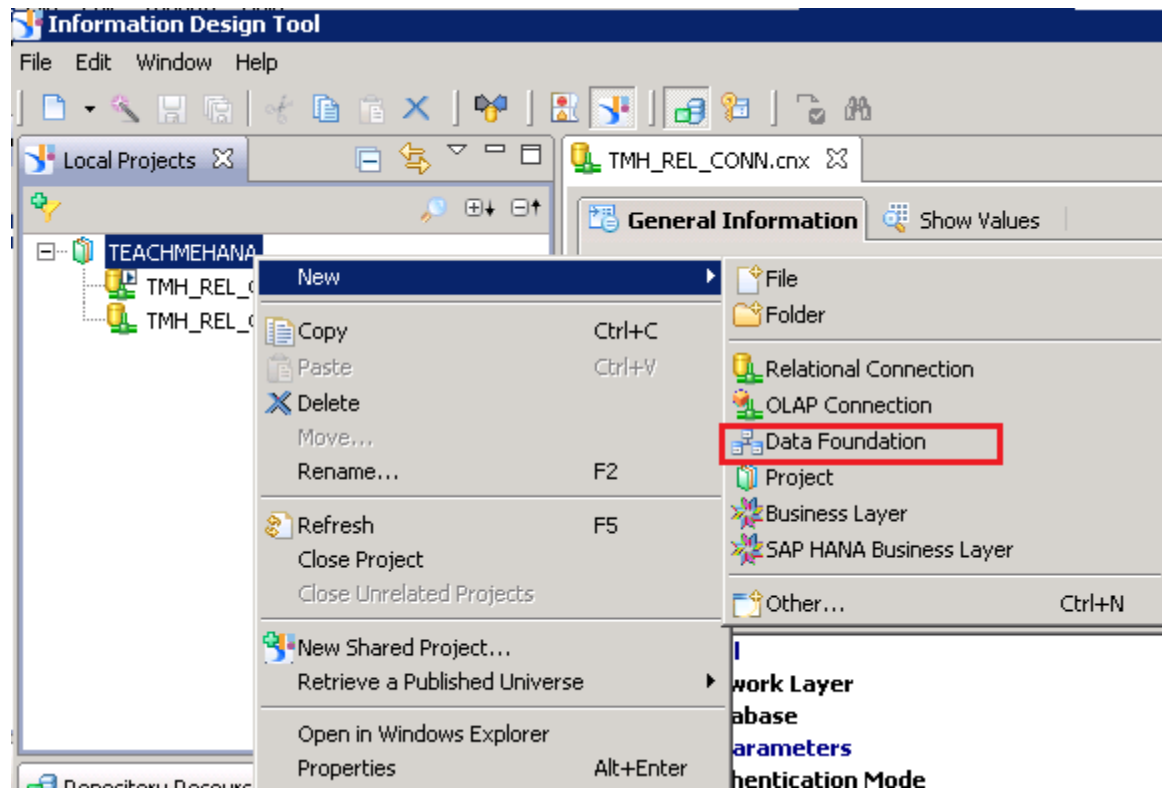 Information Design Tool
File Edit Window Help
Local Projects
TMH_REL_CONN.cnx
General Information Show Values
TEACHMEHANA
TMH_REL_
TMH_REL_
New
Copy Ctrl+C
Paste Ctrl+V
Delete
Move...
Rename... F2
Refresh F5
Close Project
Close Unrelated Projects
New Shared Project...
Retrieve a Published Universe
Open in Windows Explorer
Properties Alt+Enter
File
Folder
Relational Connection
OLAP Connection
Data Foundation
Project
Business Layer
SAP HANA Business Layer
Other... Ctrl+N
work Layer
abase
arameters
hentication Mode